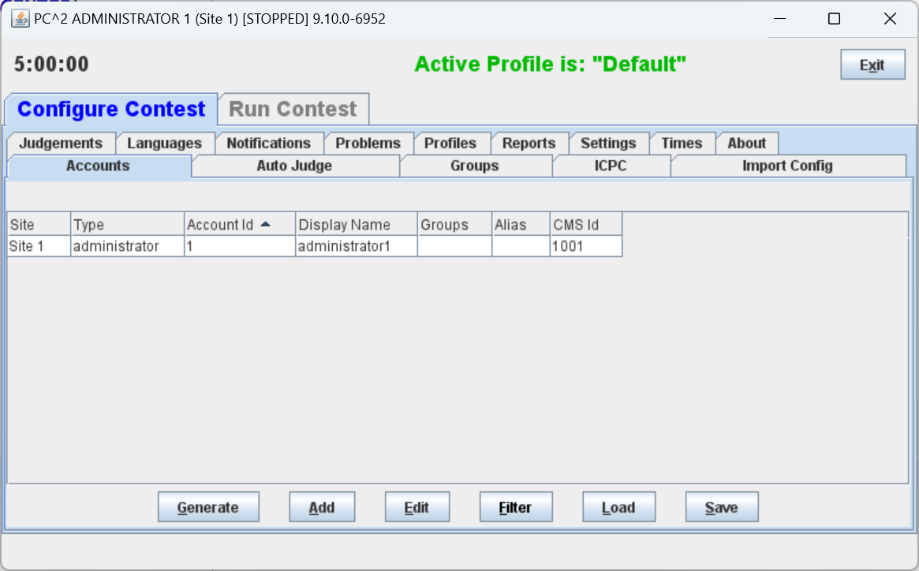 PC^2 ADMINISTRATOR 1 (Site 1) [STOPPED] 9.10.0-6952
5:00:00 Active Profile is: "Default" Exit
Configure Contest Run Contest
Judgements Languages Notifications Problems Profiles Reports Settings Times About
Accounts Auto Judge Groups ICPC Import Config
Site Type Account Id Display Name Groups Alias CMS Id
Site 1 administrator 1 administrator1 1001
Generate Add Edit Filter Load Save